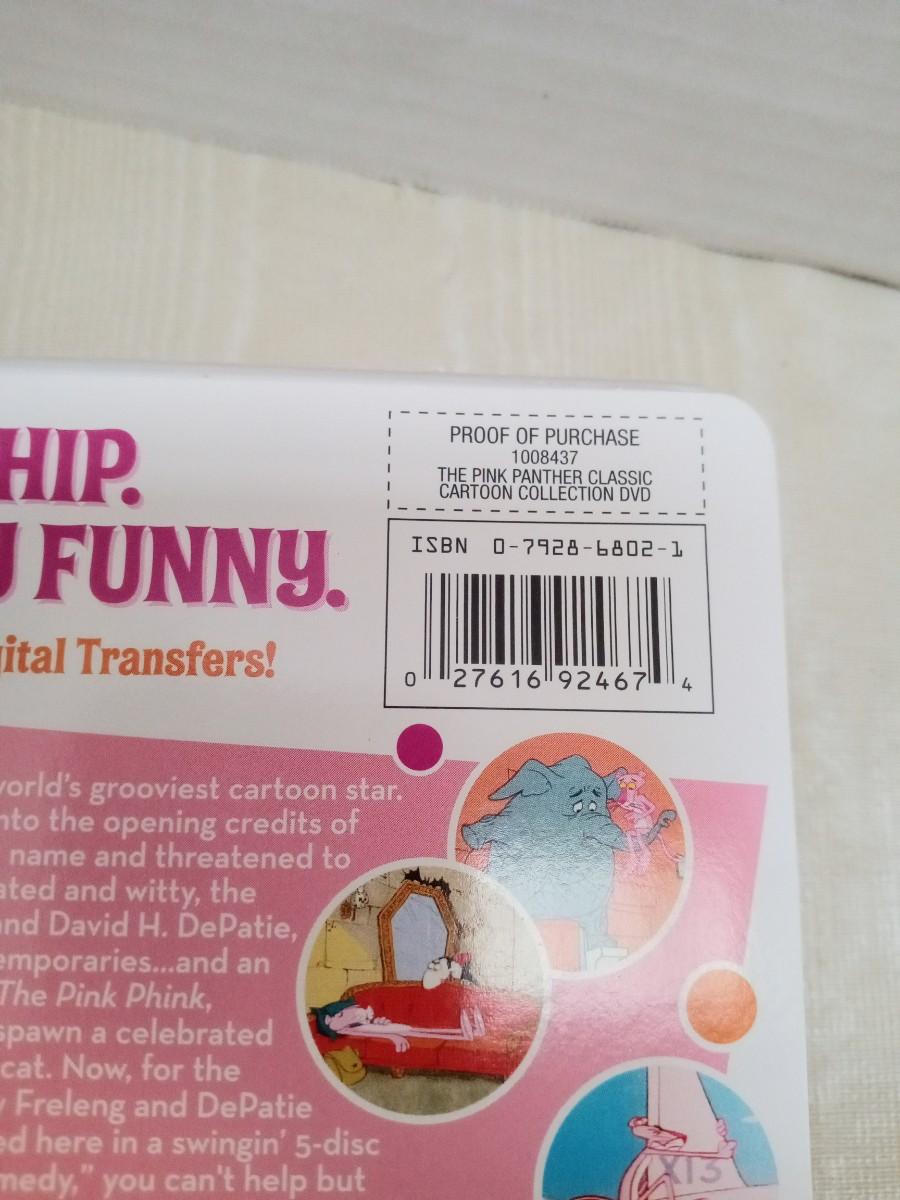 HIP.
FUNNY.
gital Transfers!
PROOF OF PURCHASE
1008437
THE PINK PANTHER CLASSIC
CARTOON COLLECTION DVD
ISBN 0-7928-6802-1
0 27616 92467 4
world's grooviest cartoon star.
nto the opening credits of
name and threatened to
ated and witty, the
and David H. DePatie,
emporaries...and an
The Pink Phink,
spawn a celebrated
cat. Now, for the
y Freleng and DePatie
ed here in a swingin' 5-disc
medy," you can't help but
X13